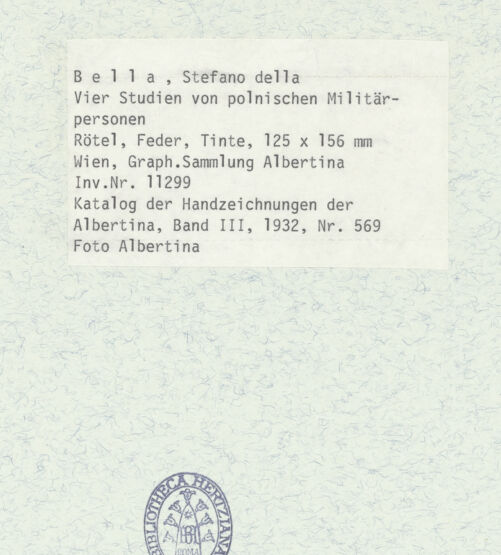 Bella, Stefano della
Vier Studien von polnischen Militär-
personen
Rötel, Feder, Tinte, 125 x 156 mm
Wien, Graph.Sammlung Albertina
Inv.Nr. 11299
Katalog der Handzeichnungen der
Albertina, Band III, 1932, Nr. 569
Foto Albertina
BIBLIOTHECA HERTZIANA
ROMA